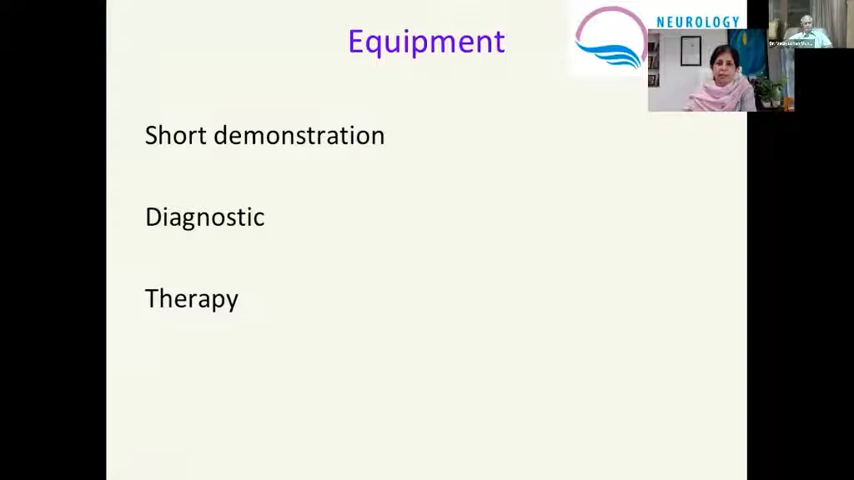 Equipment
NEUROLOGY
Short demonstration
Diagnostic
Therapy